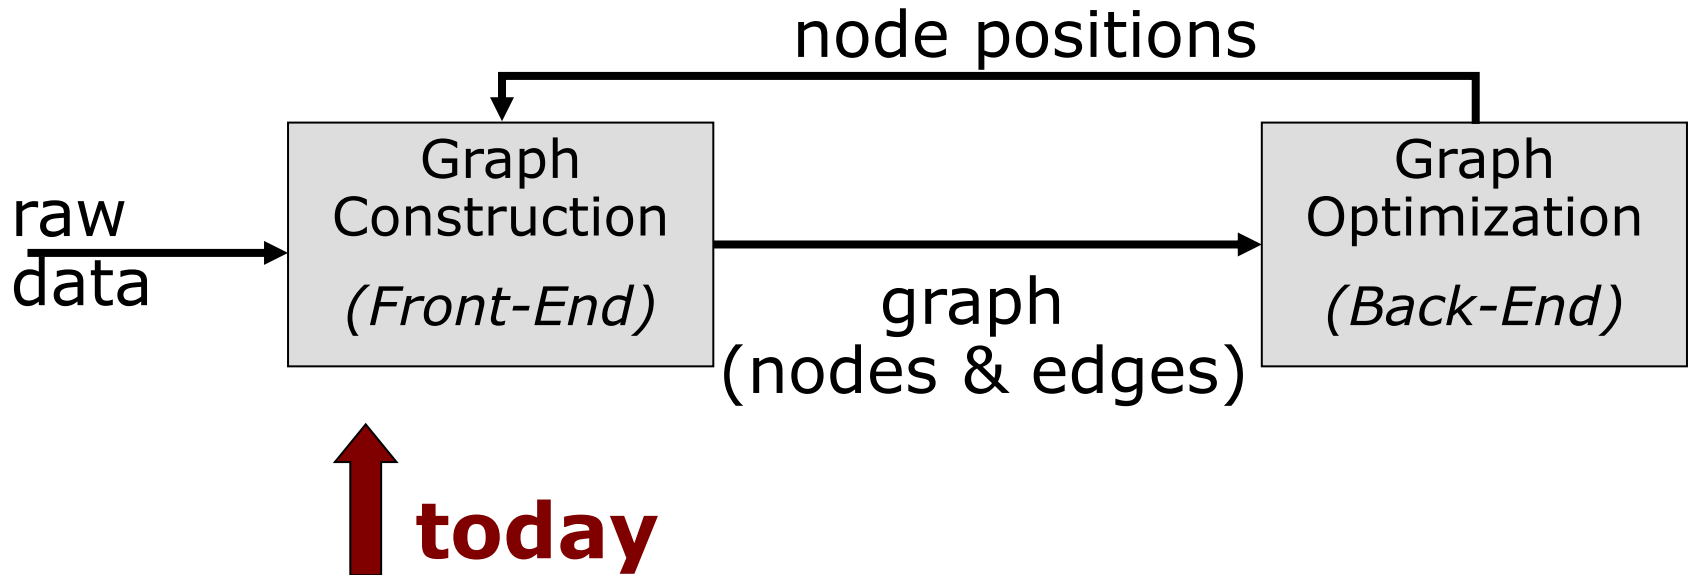 node positions
raw
data
Graph
Construction
(Front-End)
graph
(nodes & edges)
Graph
Optimization
(Back-End)
today